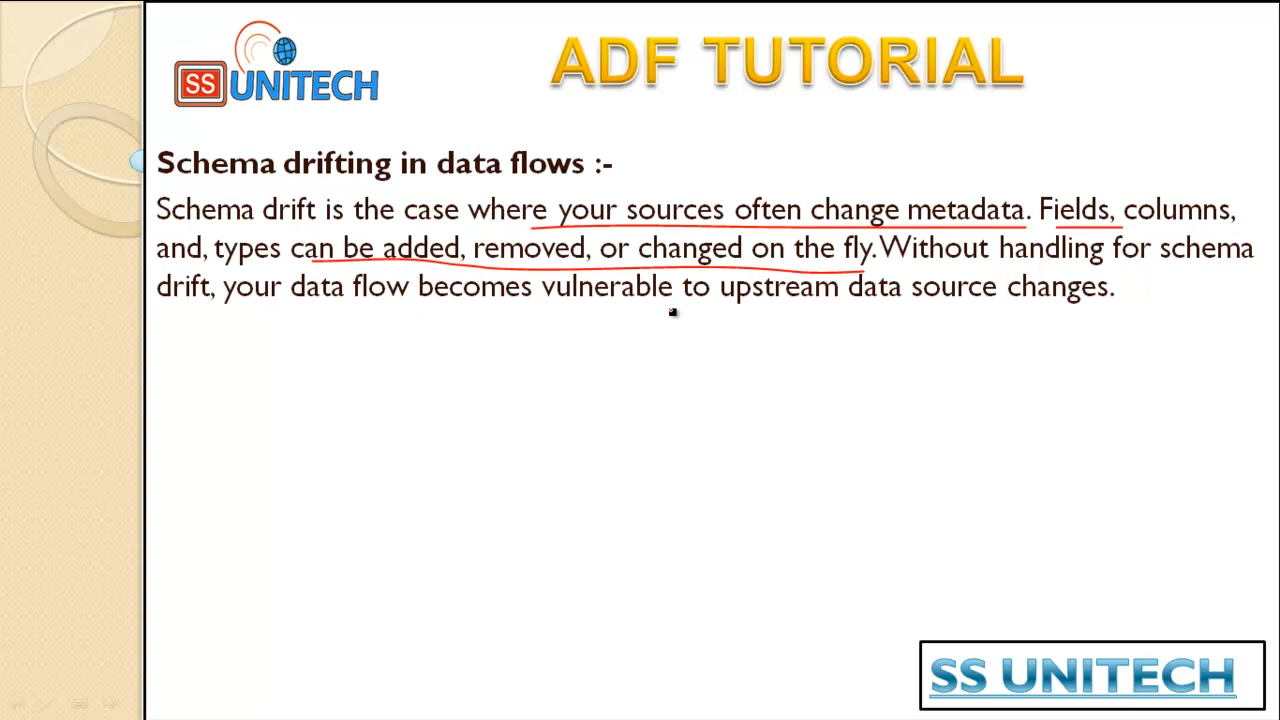 SS UNITECH
ADF TUTORIAL
Schema drifting in data flows :-
Schema drift is the case where your sources often change metadata. Fields, columns,
and, types can be added, removed, or changed on the fly. Without handling for schema
drift, your data flow becomes vulnerable to upstream data source changes.
SS UNITECH